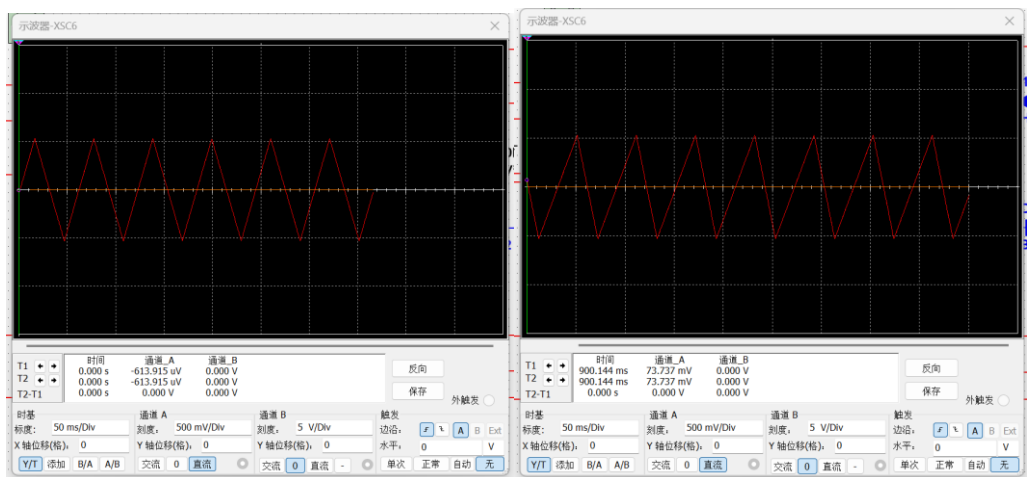 示波器-XSC6
时间 通道_A 通道_B
T1 0.000 s -613.915 uV 0.000 V
T2 0.000 s -613.915 uV 0.000 V
T2-T1 0.000 s 0.000 V 0.000 V
反向
保存
外触发
时基 通道 A 通道 B 触发
标度: 50 ms/Div 刻度: 500 mV/Div 刻度: 5 V/Div 边沿: A B Ext
X 轴位移(格): 0 Y 轴位移(格): 0 Y 轴位移(格): 0 水平: 0 V
Y/T 添加 B/A A/B 交流 0 直流 交流 0 直流 - 单次 正常 自动 无
示波器-XSC6
时间 通道_A 通道_B
T1 900.144 ms 73.737 mV 0.000 V
T2 900.144 ms 73.737 mV 0.000 V
T2-T1 0.000 s 0.000 V 0.000 V
反向
保存
外触发
时基 通道 A 通道 B 触发
标度: 50 ms/Div 刻度: 500 mV/Div 刻度: 5 V/Div 边沿: A B Ext
X 轴位移(格): 0 Y 轴位移(格): 0 Y 轴位移(格): 0 水平: 0 V
Y/T 添加 B/A A/B 交流 0 直流 交流 0 直流 - 单次 正常 自动 无